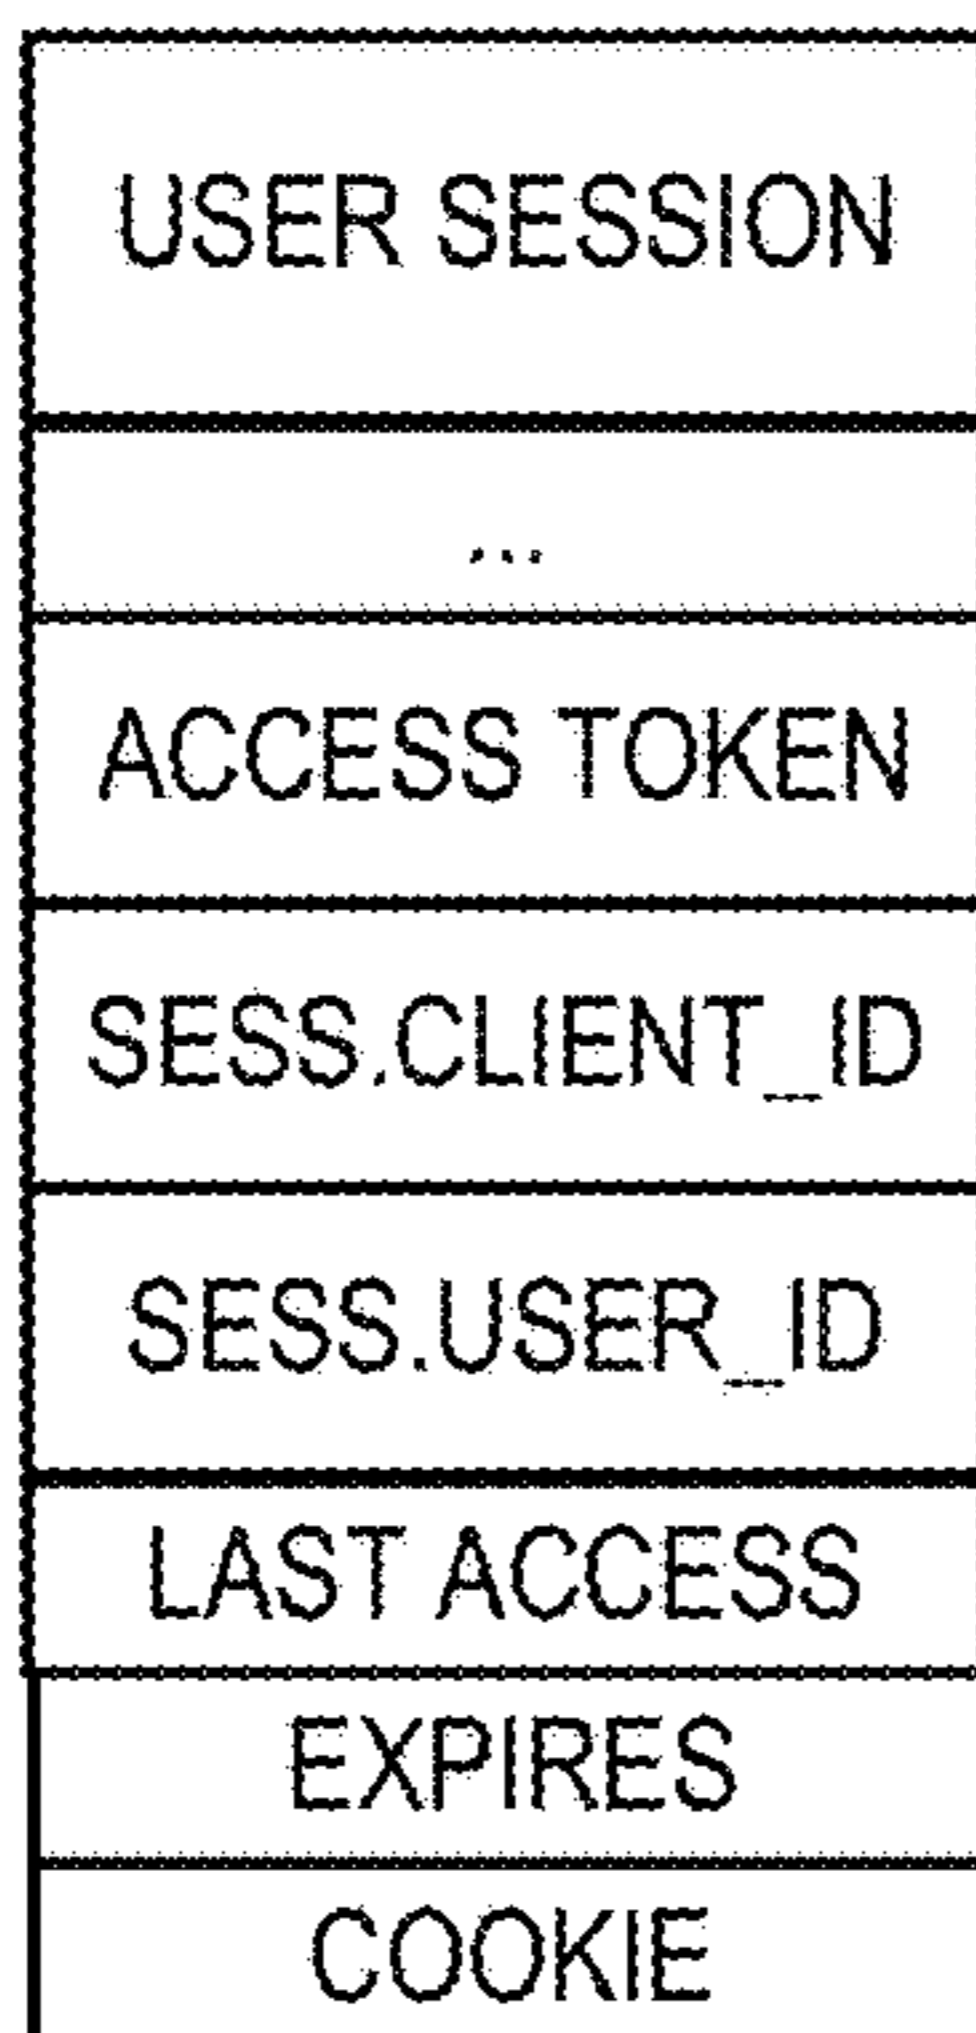 USER SESSION
...
ACCESS TOKEN
SESS.CLIENT_ID
SESS.USER_ID
LAST ACCESS
EXPIRES
COOKIE